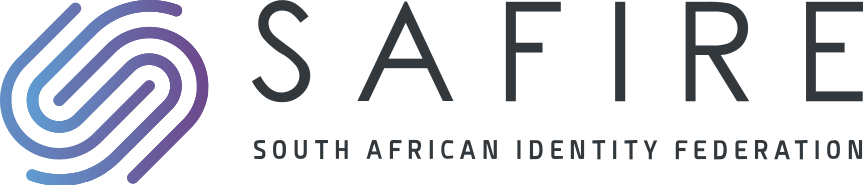 SAFIRE
SOUTH AFRICAN IDENTITY FEDERATION